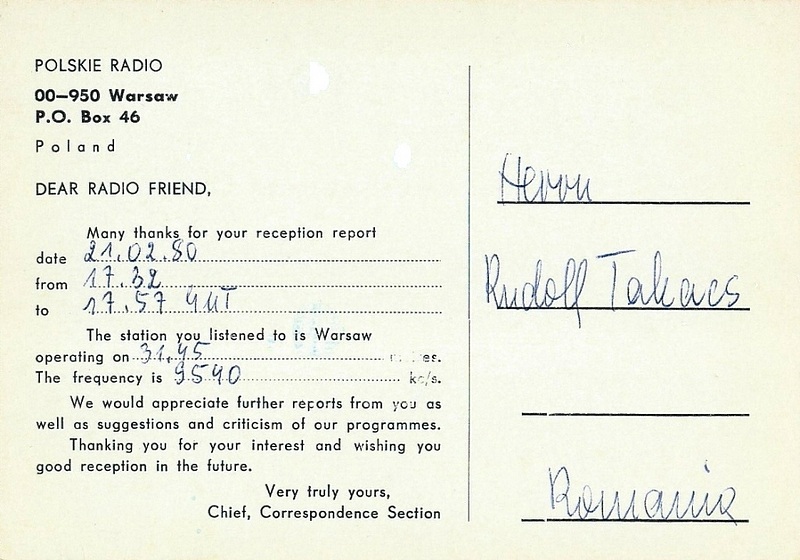 POLSKIE RADIO
00-950 Warsaw
P.O. Box 46
Poland
DEAR RADIO FRIEND,
Many thanks for your reception report
date 21.02.80
from 17.32
to 17.57 GMT
The station you listened to is Warsaw
operating on 31,45
The frequency is 9540 kc/s.
We would appreciate further reports from you as
well as suggestions and criticism of our programmes.
Thanking you for your interest and wishing you
good reception in the future.
Very truly yours,
Chief, Correspondence Section
Herrn
Rudolf Takacs
Romania